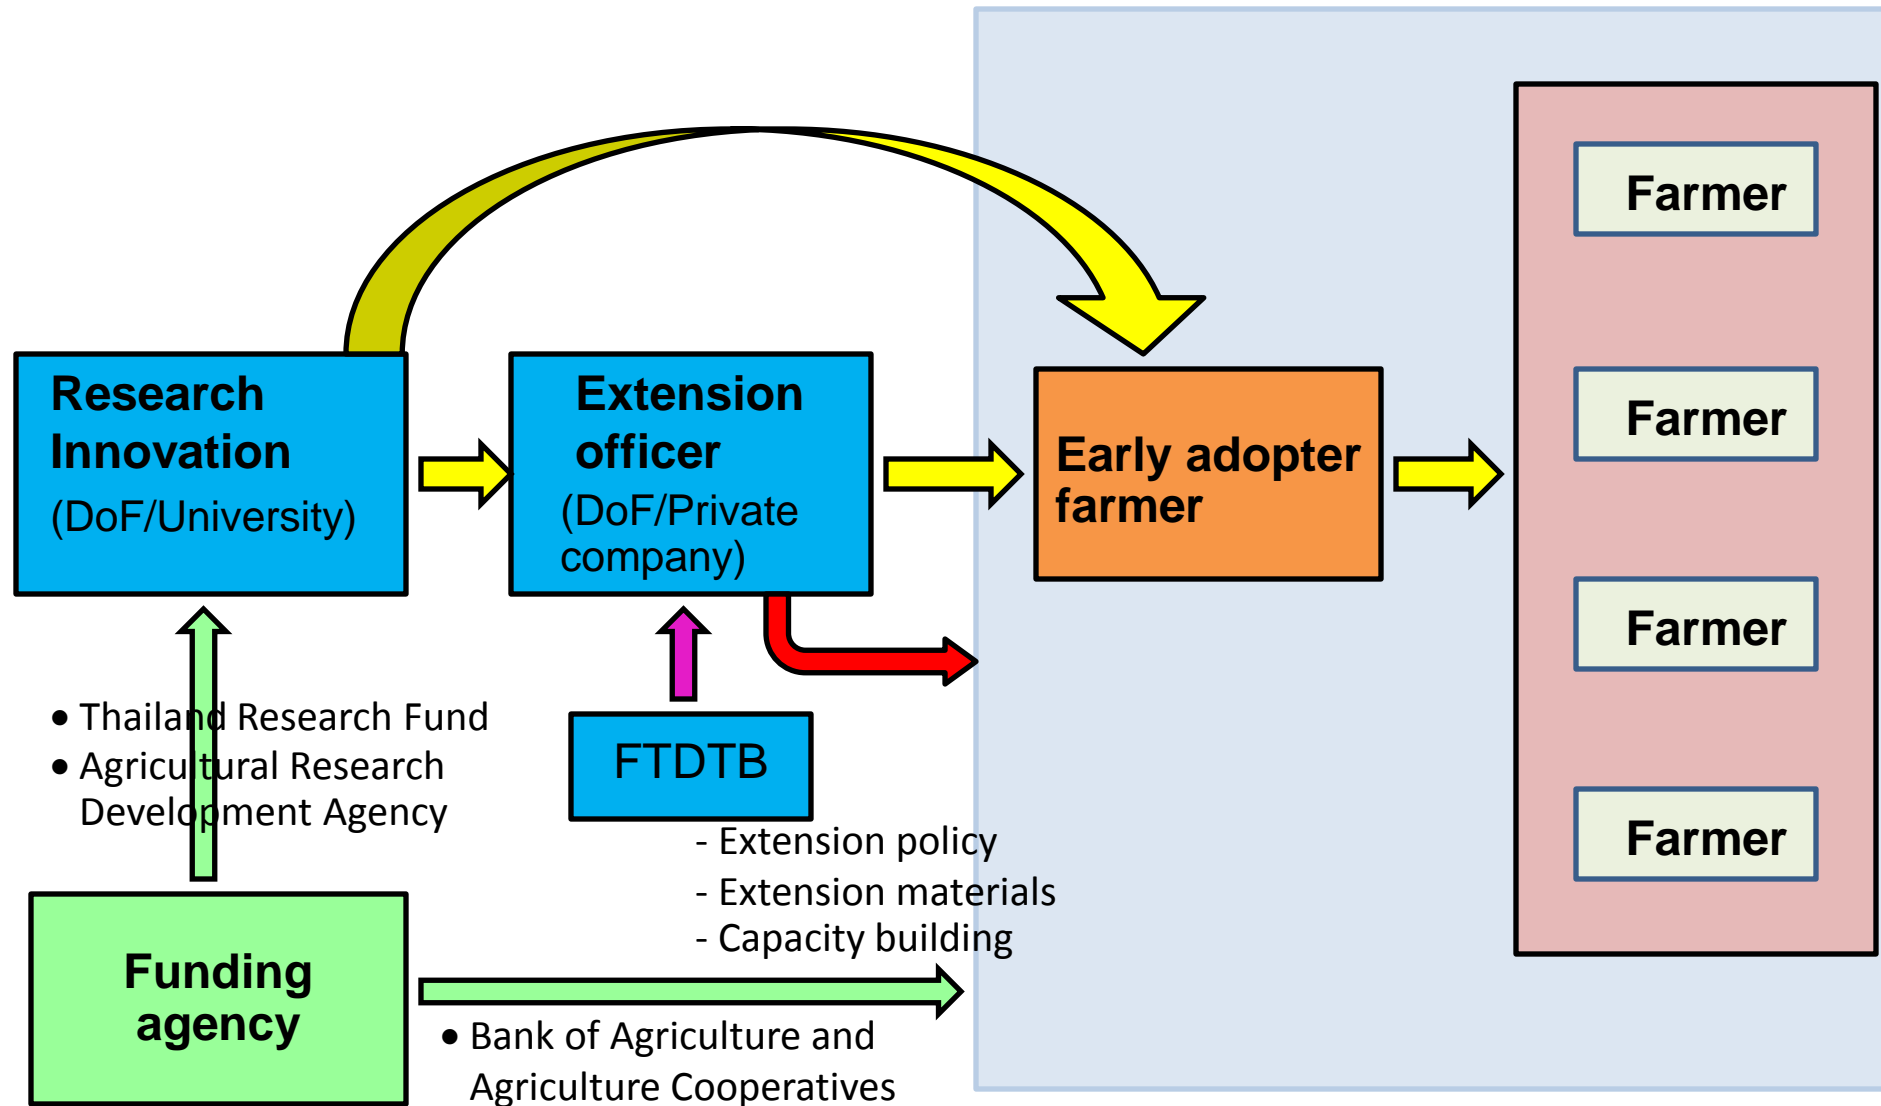 Research
Innovation
(DoF/University)
Extension
officer
(DoF/Private
company)
Early adopter
farmer
Farmer
Farmer
Farmer
Farmer
• Thailand Research Fund
• Agricultural Research
Development Agency
FTDTB
- Extension policy
- Extension materials
- Capacity building
Funding
agency
• Bank of Agriculture and
Agriculture Cooperatives